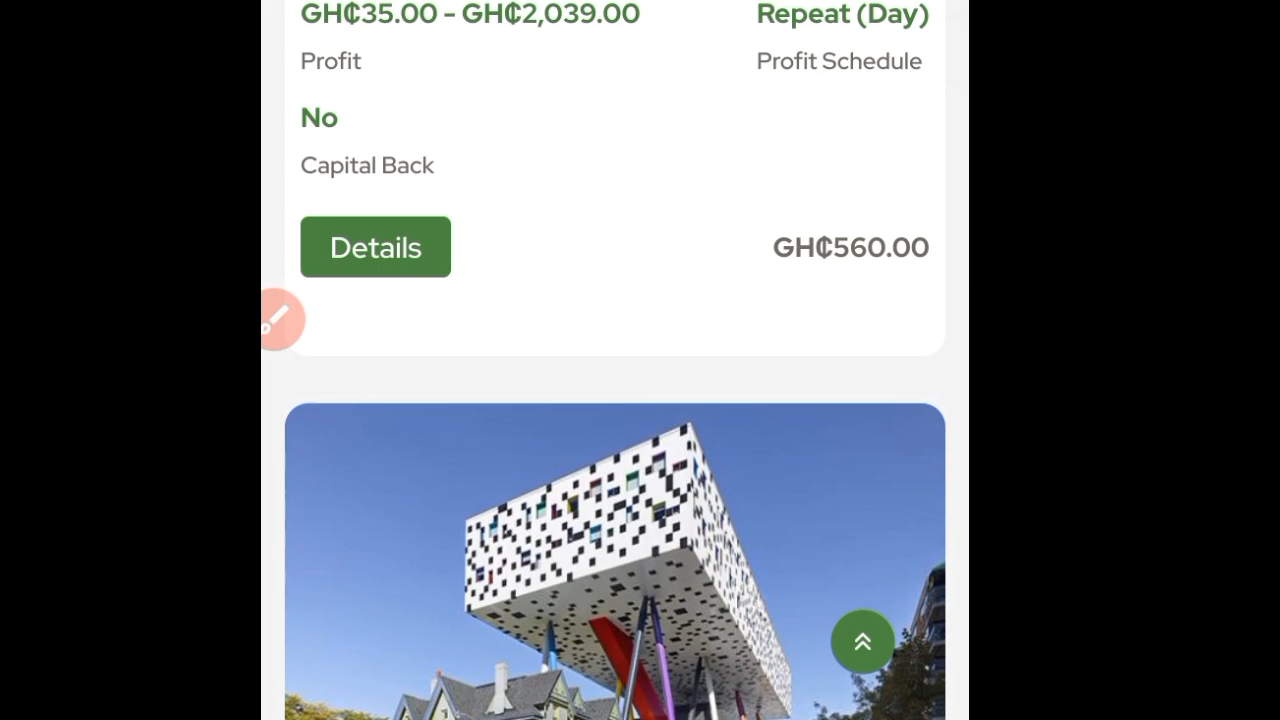 GH₵35.00 - GH₵2,039.00
Repeat (Day)
Profit
Profit Schedule
No
Capital Back
Details
GH₵560.00